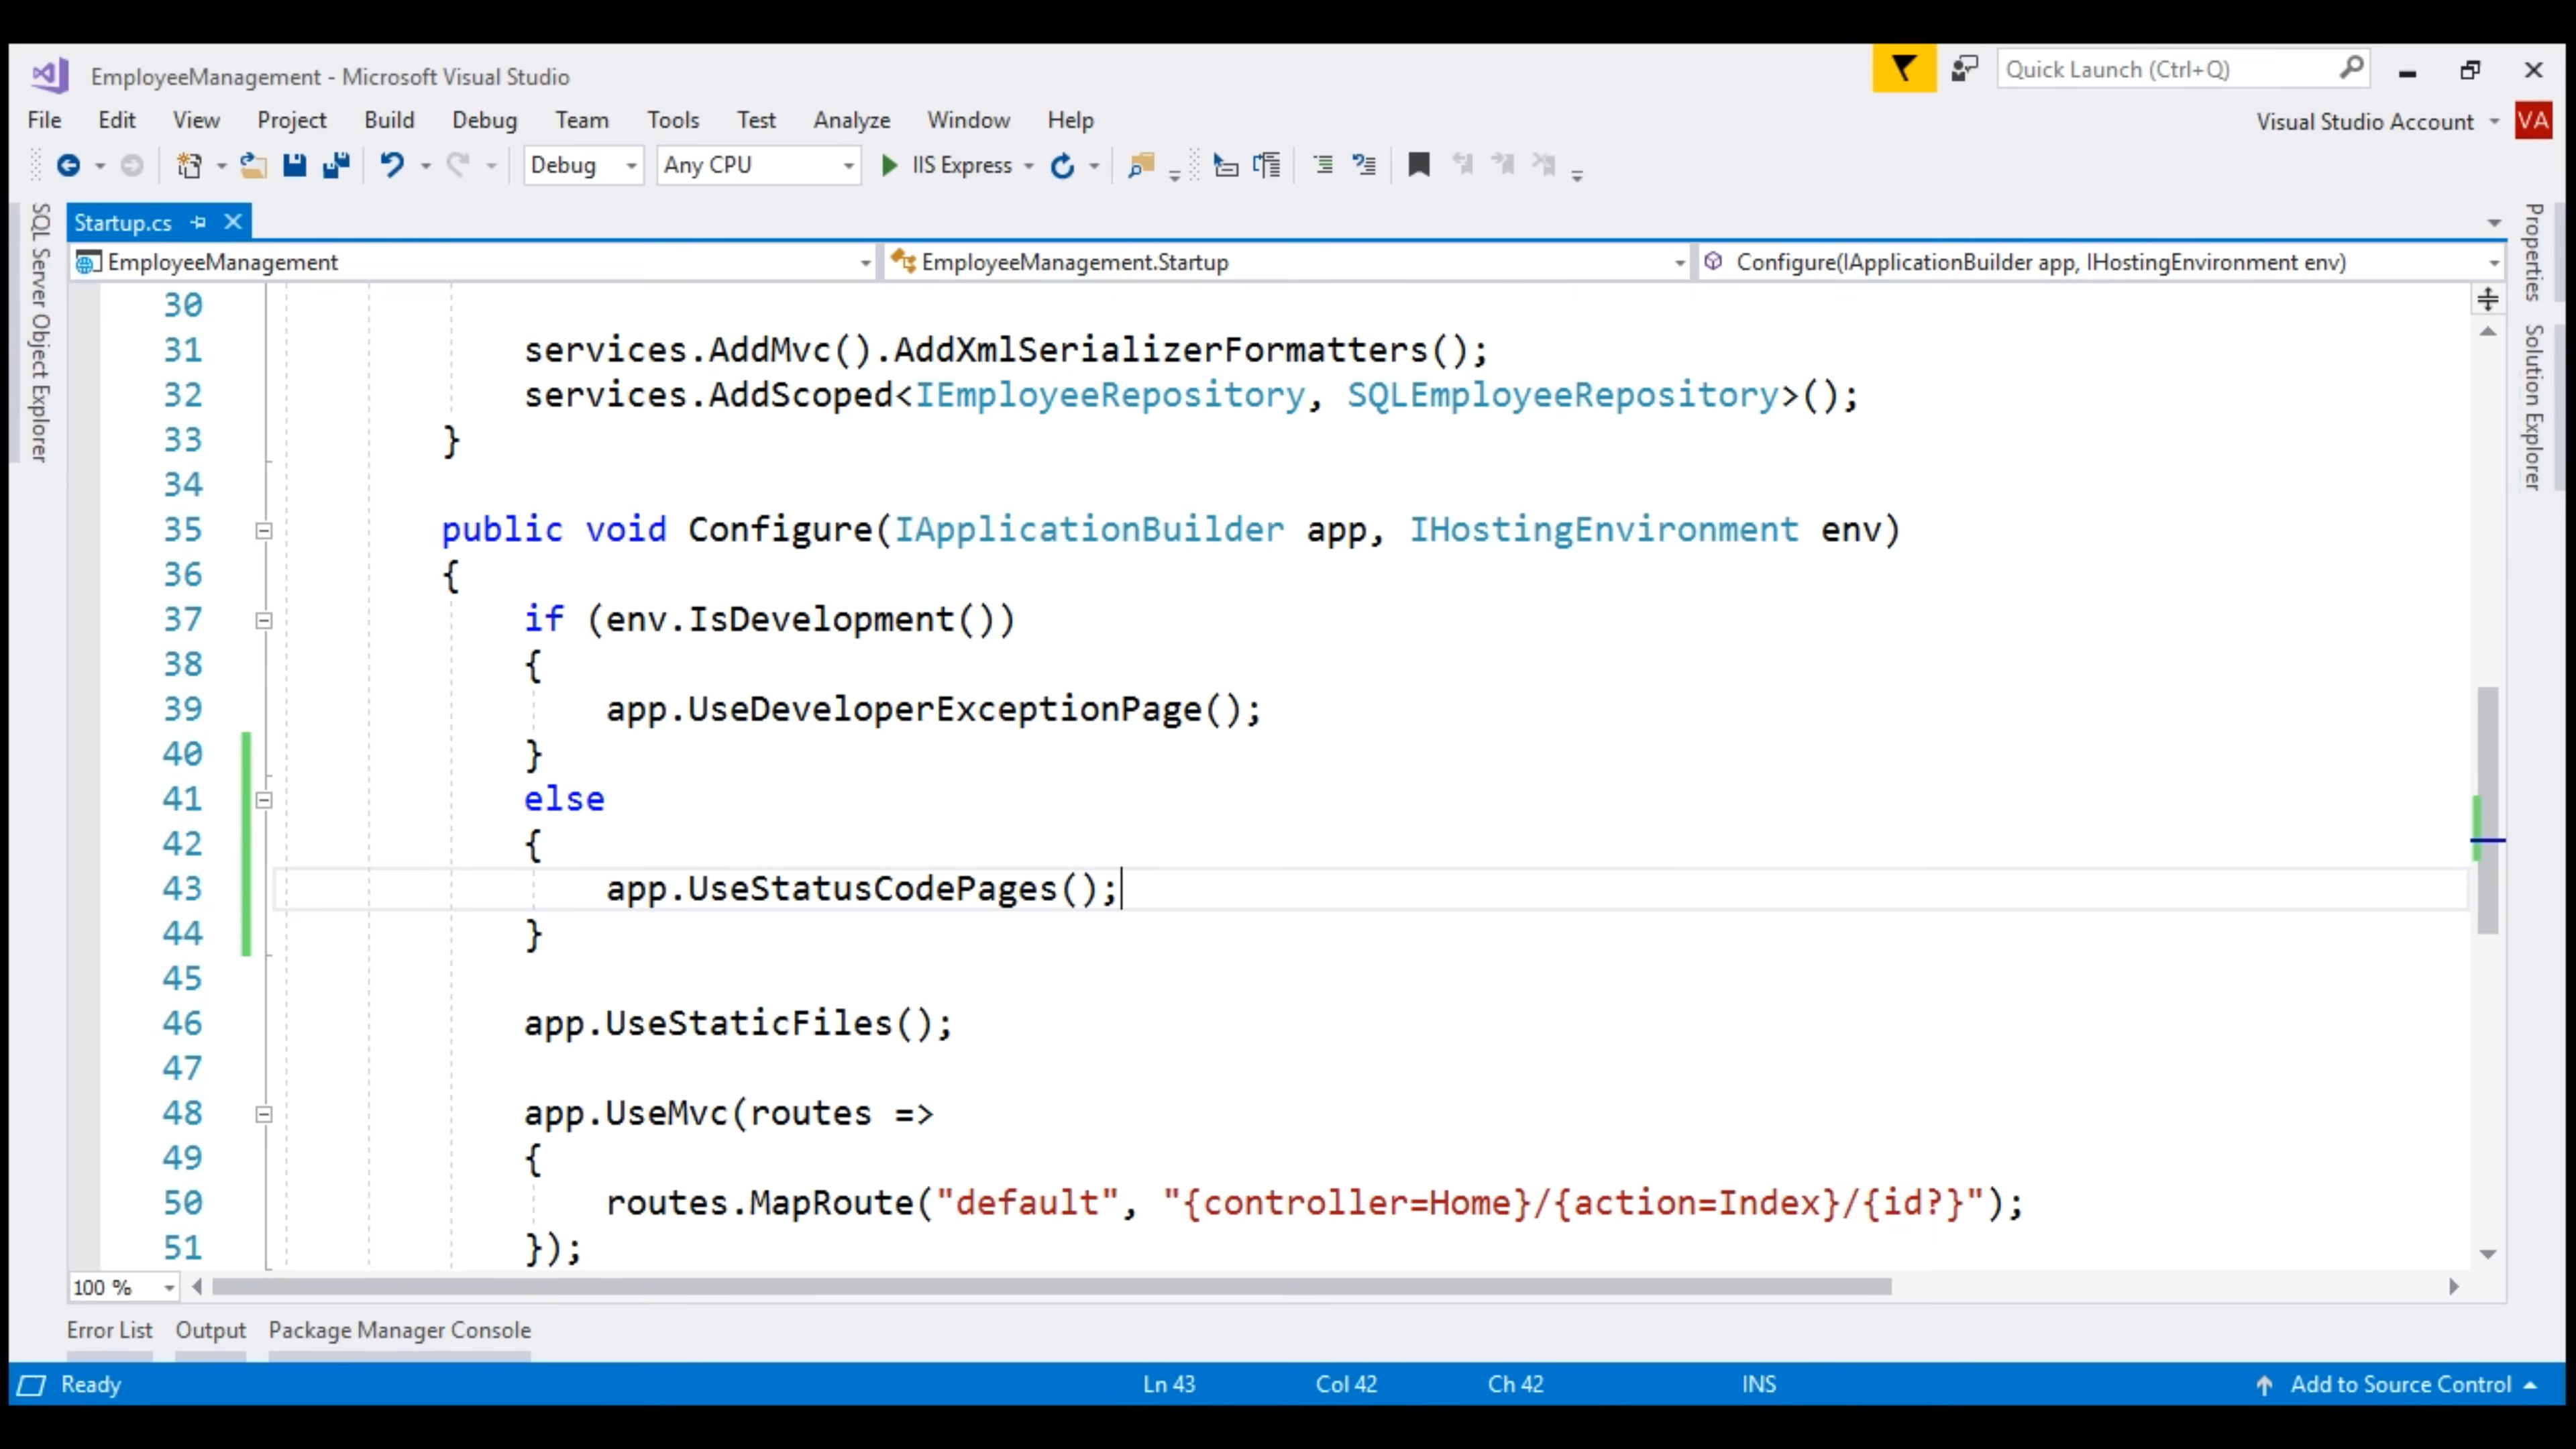 EmployeeManagement - Microsoft Visual Studio
Quick Launch (Ctrl+Q)
File Edit View Project Build Debug Team Tools Test Analyze Window Help
Visual Studio Account VA
Debug Any CPU IIS Express
SQL Server Object Explorer
Startup.cs
Properties
Solution Explorer
EmployeeManagement EmployeeManagement.Startup Configure(IApplicationBuilder app, IHostingEnvironment env)
30
31 services.AddMvc().AddXmlSerializerFormatters();
32 services.AddScoped<IEmployeeRepository, SQLEmployeeRepository>();
33 }
34
35 public void Configure(IApplicationBuilder app, IHostingEnvironment env)
36 {
37 if (env.IsDevelopment())
38 {
39 app.UseDeveloperExceptionPage();
40 }
41 else
42 {
43 app.UseStatusCodePages();
44 }
45
46 app.UseStaticFiles();
47
48 app.UseMvc(routes =>
49 {
50 routes.MapRoute("default", "{controller=Home}/{action=Index}/{id?}");
51 });
100 %
Error List Output Package Manager Console
Ready Ln 43 Col 42 Ch 42 INS Add to Source Control